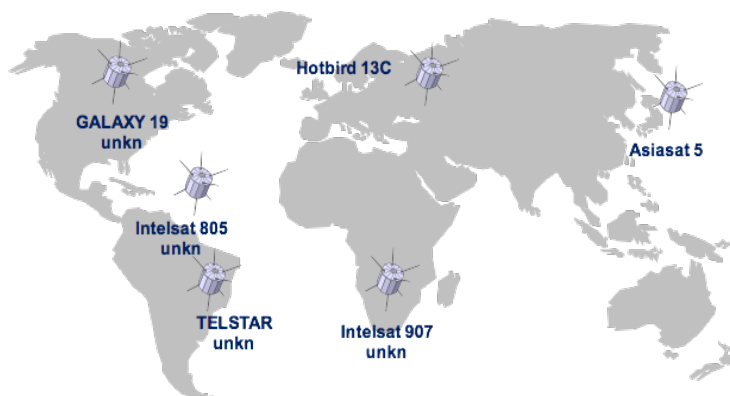 Hotbird 13C
GALAXY 19
unkn
Asiasat 5
Intelsat 805
unkn
TELSTAR
unkn
Intelsat 907
unkn